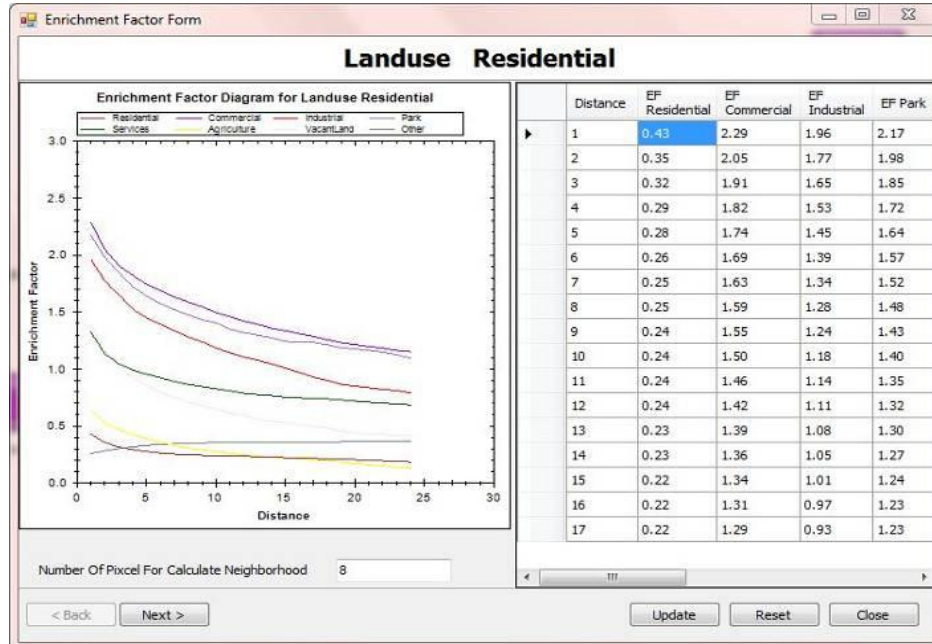 Enrichment Factor Form
Landuse Residential
Enrichment Factor Diagram for Landuse Residential
Residential Commercial Industrial Park
Services Agriculture VacantLand Other
Enrichment Factor
3.0
2.5
2.0
1.5
1.0
0.5
0.0
0 5 10 15 20 25 30
Distance
Distance EF Residential EF Commercial EF Industrial EF Park
1 0.43 2.29 1.96 2.17
2 0.35 2.05 1.77 1.98
3 0.32 1.91 1.65 1.85
4 0.29 1.82 1.53 1.72
5 0.28 1.74 1.45 1.64
6 0.26 1.69 1.39 1.57
7 0.25 1.63 1.34 1.52
8 0.25 1.59 1.28 1.48
9 0.24 1.55 1.24 1.43
10 0.24 1.50 1.18 1.40
11 0.24 1.46 1.14 1.35
12 0.24 1.42 1.11 1.32
13 0.23 1.39 1.08 1.30
14 0.23 1.36 1.05 1.27
15 0.22 1.34 1.01 1.24
16 0.22 1.31 0.97 1.23
17 0.22 1.29 0.93 1.23
Number Of Pixcel For Calculate Neighborhood 8
< Back Next > Update Reset Close